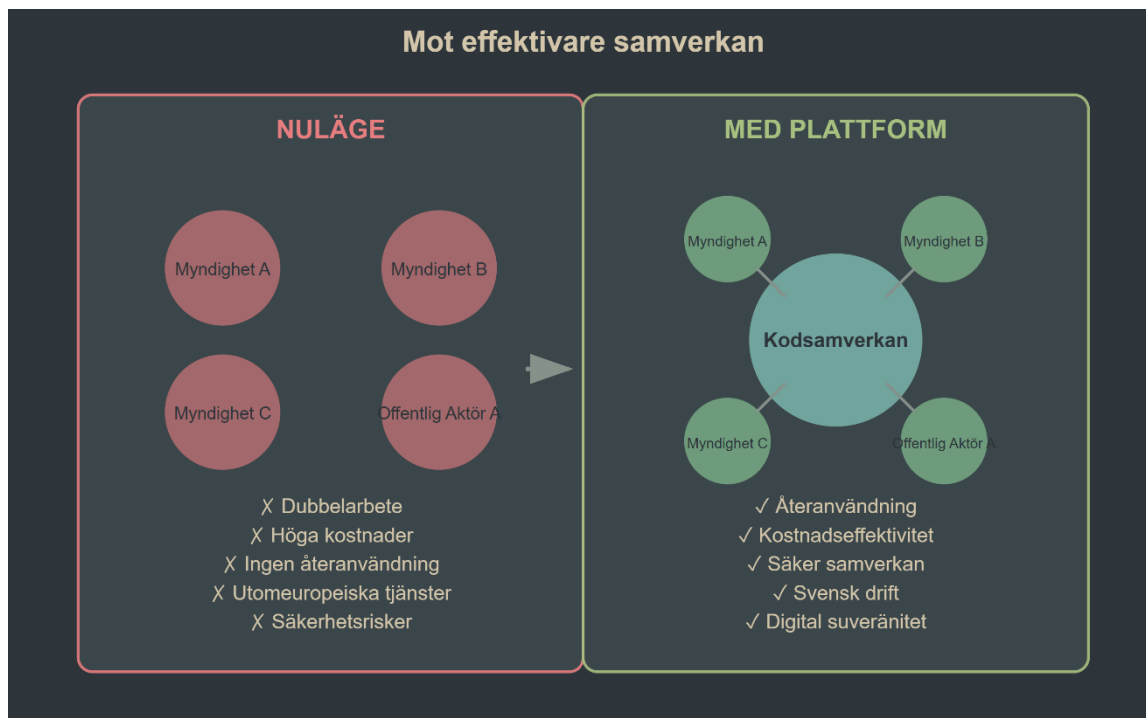 Mot effektivare samverkan
NULÄGE
Myndighet A
Myndighet B
Myndighet C
Offentlig Aktör A
✗ Dubbelarbete
✗ Höga kostnader
✗ Ingen återanvändning
✗ Utomeuropeiska tjänster
✗ Säkerhetsrisker
MED PLATTFORM
Myndighet A
Myndighet B
Kodsamverkan
Myndighet C
Offentlig Aktör A
✓ Återanvändning
✓ Kostnadseffektivitet
✓ Säker samverkan
✓ Svensk drift
✓ Digital suveränitet